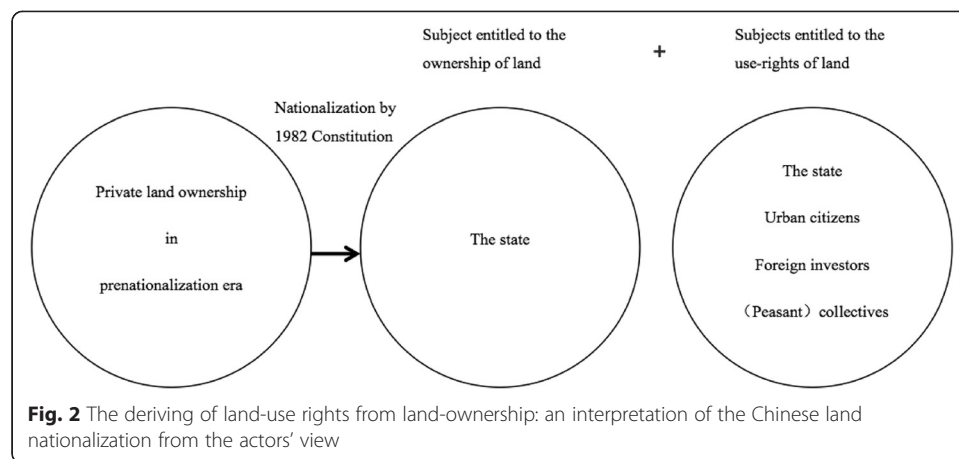 Subject entitled to the
ownership of land
+
Subjects entitled to the
use-rights of land
Nationalization by
1982 Constitution
Private land ownership
in
prenationalization era
The state
The state
Urban citizens
Foreign investors
（Peasant）collectives
Fig. 2 The deriving of land-use rights from land-ownership: an interpretation of the Chinese land
nationalization from the actors’ view